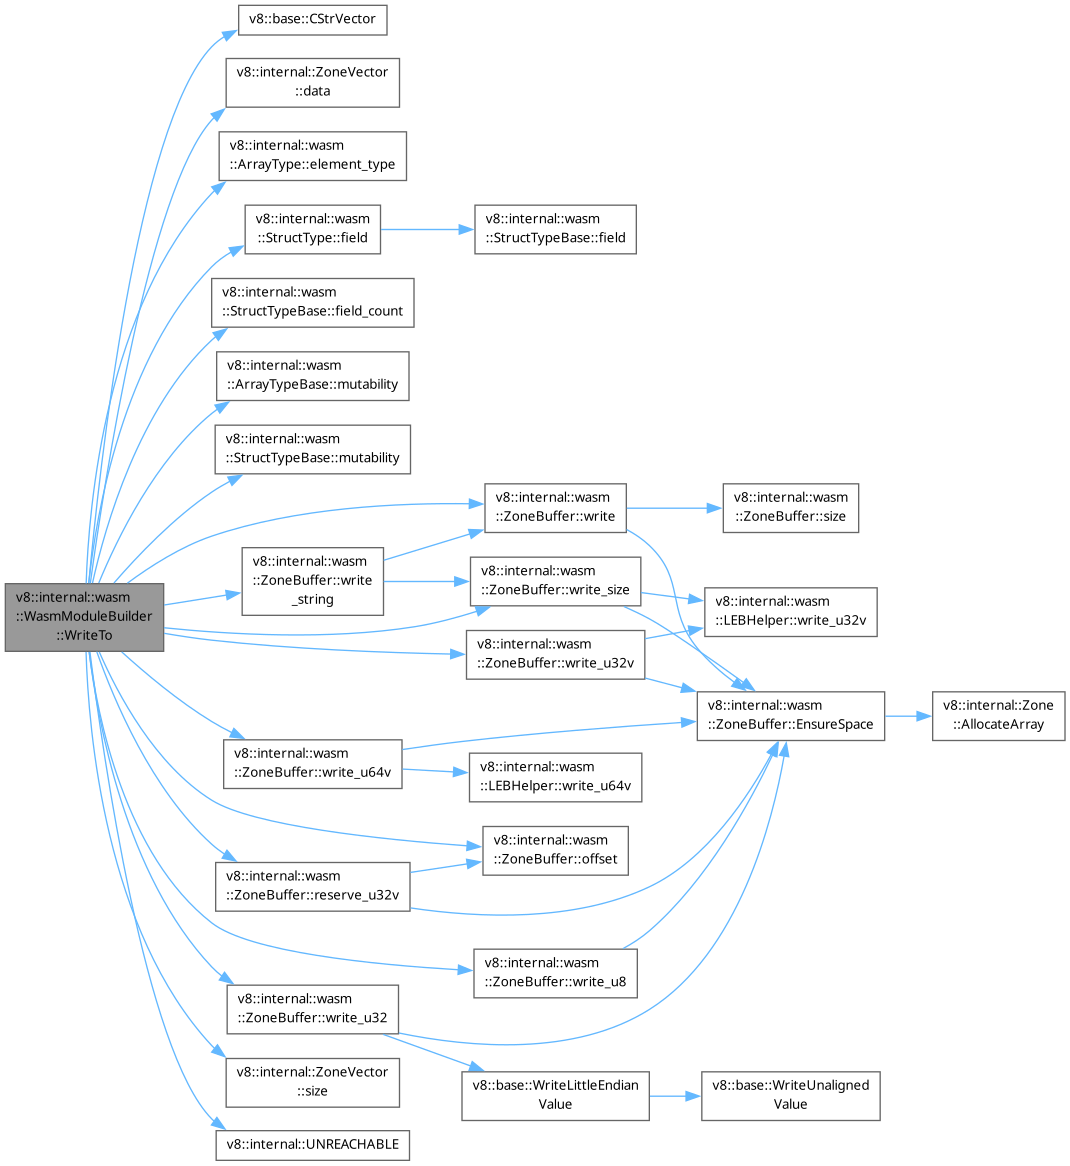 v8::base::CStrVector
v8::internal::ZoneVector
::data
v8::internal::wasm
::ArrayType::element_type
v8::internal::wasm
::StructType::field
v8::internal::wasm
::StructTypeBase::field
v8::internal::wasm
::StructTypeBase::field_count
v8::internal::wasm
::ArrayTypeBase::mutability
v8::internal::wasm
::StructTypeBase::mutability
v8::internal::wasm
::ZoneBuffer::write
v8::internal::wasm
::ZoneBuffer::size
v8::internal::wasm
::ZoneBuffer::write
_string
v8::internal::wasm
::ZoneBuffer::write_size
v8::internal::wasm
::WasmModuleBuilder
::WriteTo
v8::internal::wasm
::LEBHelper::write_u32v
v8::internal::wasm
::ZoneBuffer::write_u32v
v8::internal::wasm
::ZoneBuffer::EnsureSpace
v8::internal::Zone
::AllocateArray
v8::internal::wasm
::ZoneBuffer::write_u64v
v8::internal::wasm
::LEBHelper::write_u64v
v8::internal::wasm
::ZoneBuffer::offset
v8::internal::wasm
::ZoneBuffer::reserve_u32v
v8::internal::wasm
::ZoneBuffer::write_u8
v8::internal::wasm
::ZoneBuffer::write_u32
v8::internal::ZoneVector
::size
v8::base::WriteLittleEndian
Value
v8::base::WriteUnaligned
Value
v8::internal::UNREACHABLE